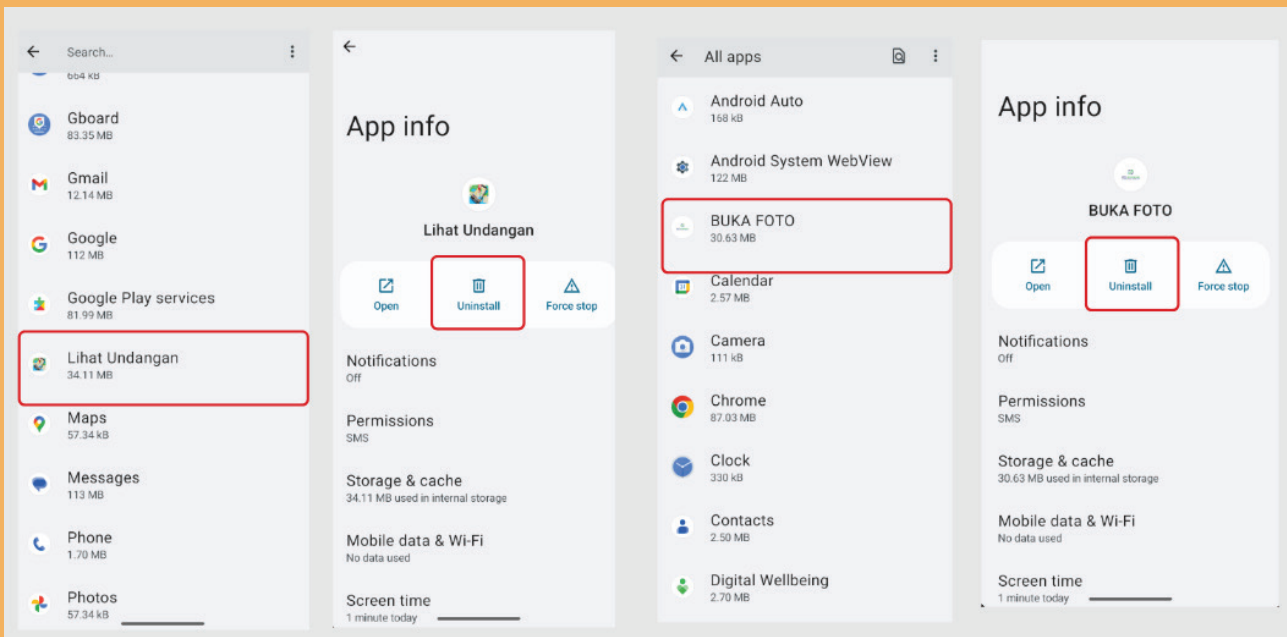 Search...
664 kB
Gboard
83.35 MB
Gmail
12.14 MB
Google
112 MB
Google Play services
81.99 MB
Lihat Undangan
34.11 MB
Maps
57.34 kB
Messages
113 MB
Phone
1.70 MB
Photos
57.34 kB
App info
Lihat Undangan
Open
Uninstall
Force stop
Notifications
Off
Permissions
SMS
Storage & cache
34.11 MB used in internal storage
Mobile data & Wi-Fi
No data used
Screen time
1 minute today
All apps
Android Auto
168 kB
Android System WebView
122 MB
BUKA FOTO
30.63 MB
Calendar
2.57 MB
Camera
111 kB
Chrome
87.03 MB
Clock
330 kB
Contacts
2.50 MB
Digital Wellbeing
2.70 MB
App info
BUKA FOTO
Open
Uninstall
Force stop
Notifications
Off
Permissions
SMS
Storage & cache
30.63 MB used in internal storage
Mobile data & Wi-Fi
No data used
Screen time
1 minute today